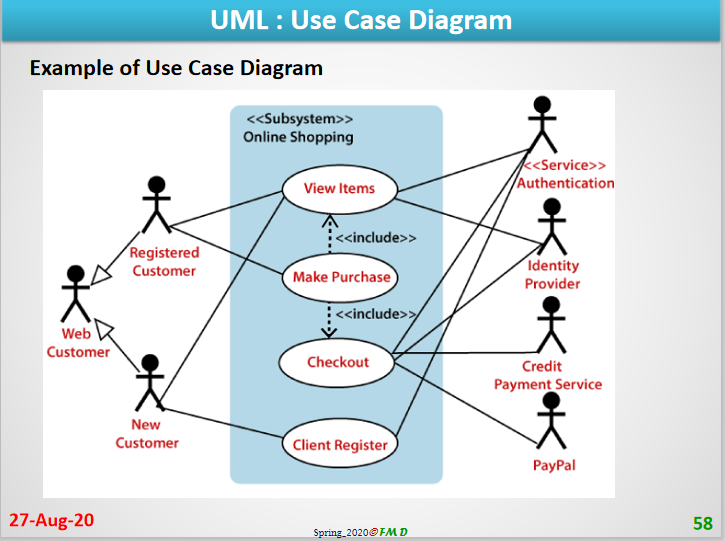 UML : Use Case Diagram
Example of Use Case Diagram
<<Subsystem>>
Online Shopping
View Items
<<include>>
Make Purchase
<<include>>
Checkout
Client Register
Registered
Customer
Web
Customer
New
Customer
<<Service>>
Authentication
Identity
Provider
Credit
Payment Service
PayPal
27-Aug-20
Spring_2020©FMD
58